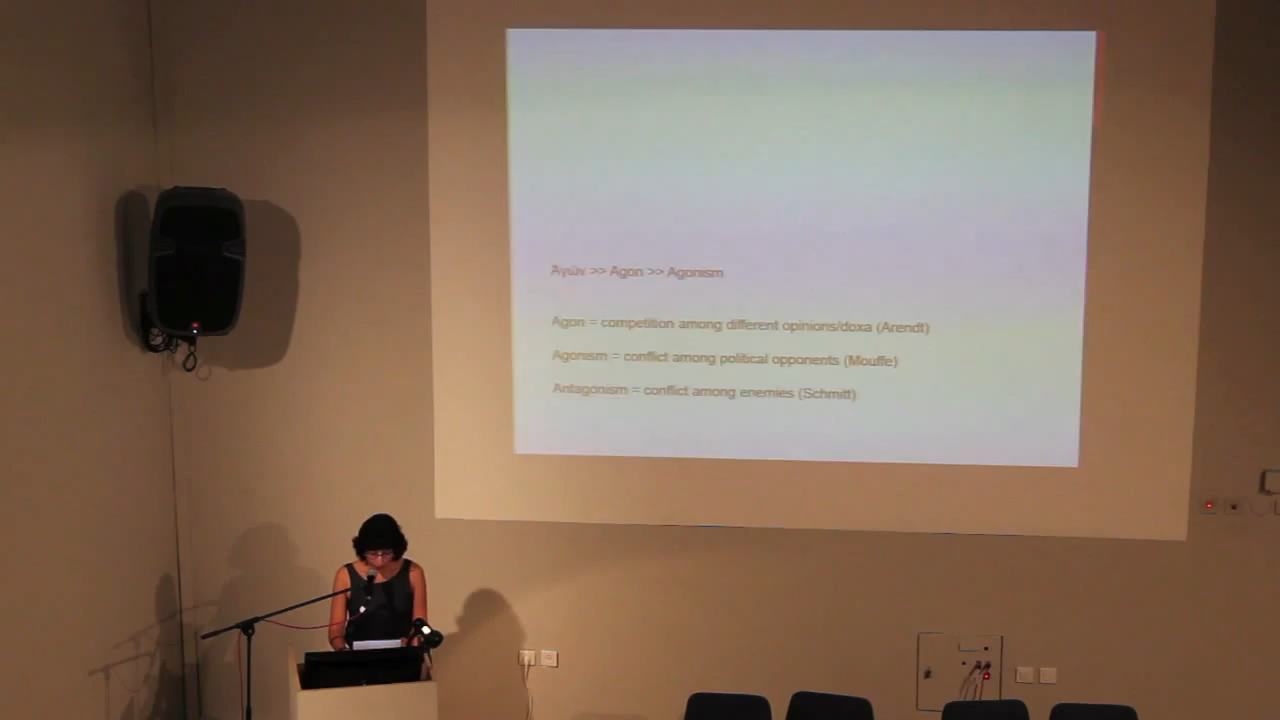 Ἀγών >> Agon >> Agonism
Agon = competition among different opinions/doxa (Arendt)
Agonism = conflict among political opponents (Mouffe)
Antagonism = conflict among enemies (Schmitt)